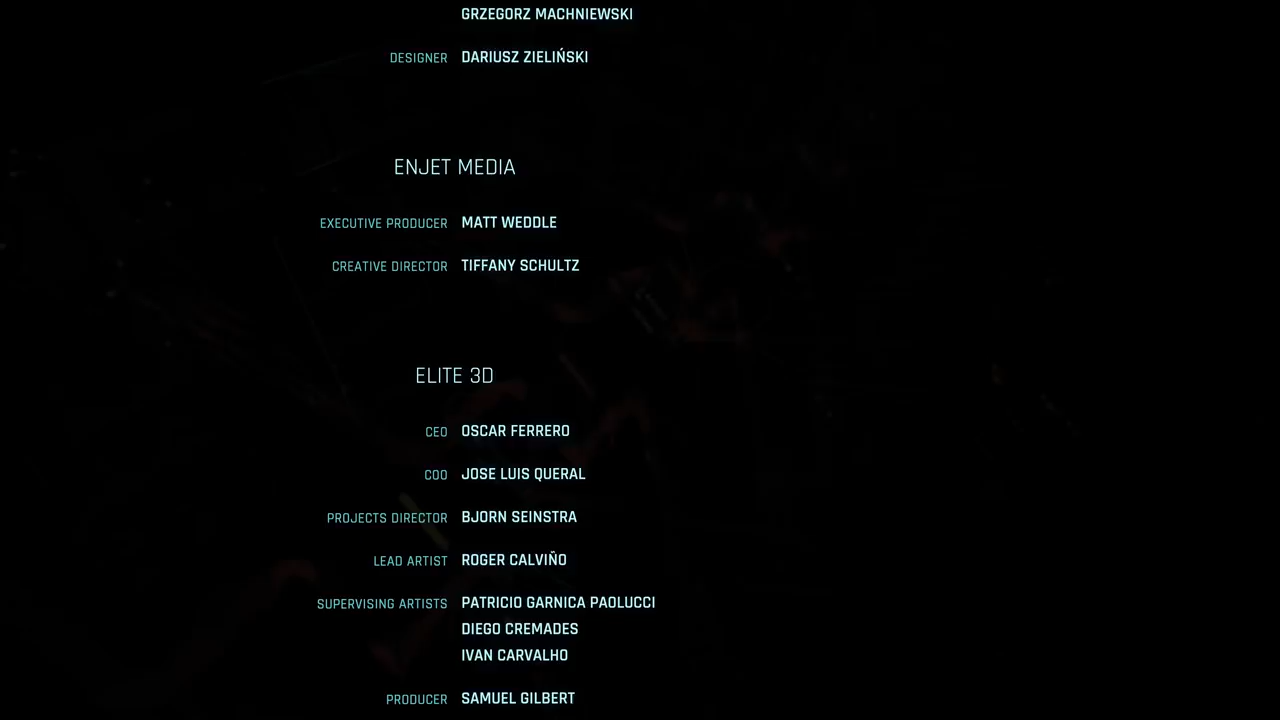 GRZEGORZ MACHNIEWSKI
DESIGNER DARIUSZ ZIELIŃSKI
ENJET MEDIA
EXECUTIVE PRODUCER MATT WEDDLE
CREATIVE DIRECTOR TIFFANY SCHULTZ
ELITE 3D
CEO OSCAR FERRERO
COO JOSE LUIS QUERAL
PROJECTS DIRECTOR BJORN SEINSTRA
LEAD ARTIST ROGER CALVIÑO
SUPERVISING ARTISTS PATRICIO GARNICA PAOLUCCI
DIEGO CREMADES
IVAN CARVALHO
PRODUCER SAMUEL GILBERT